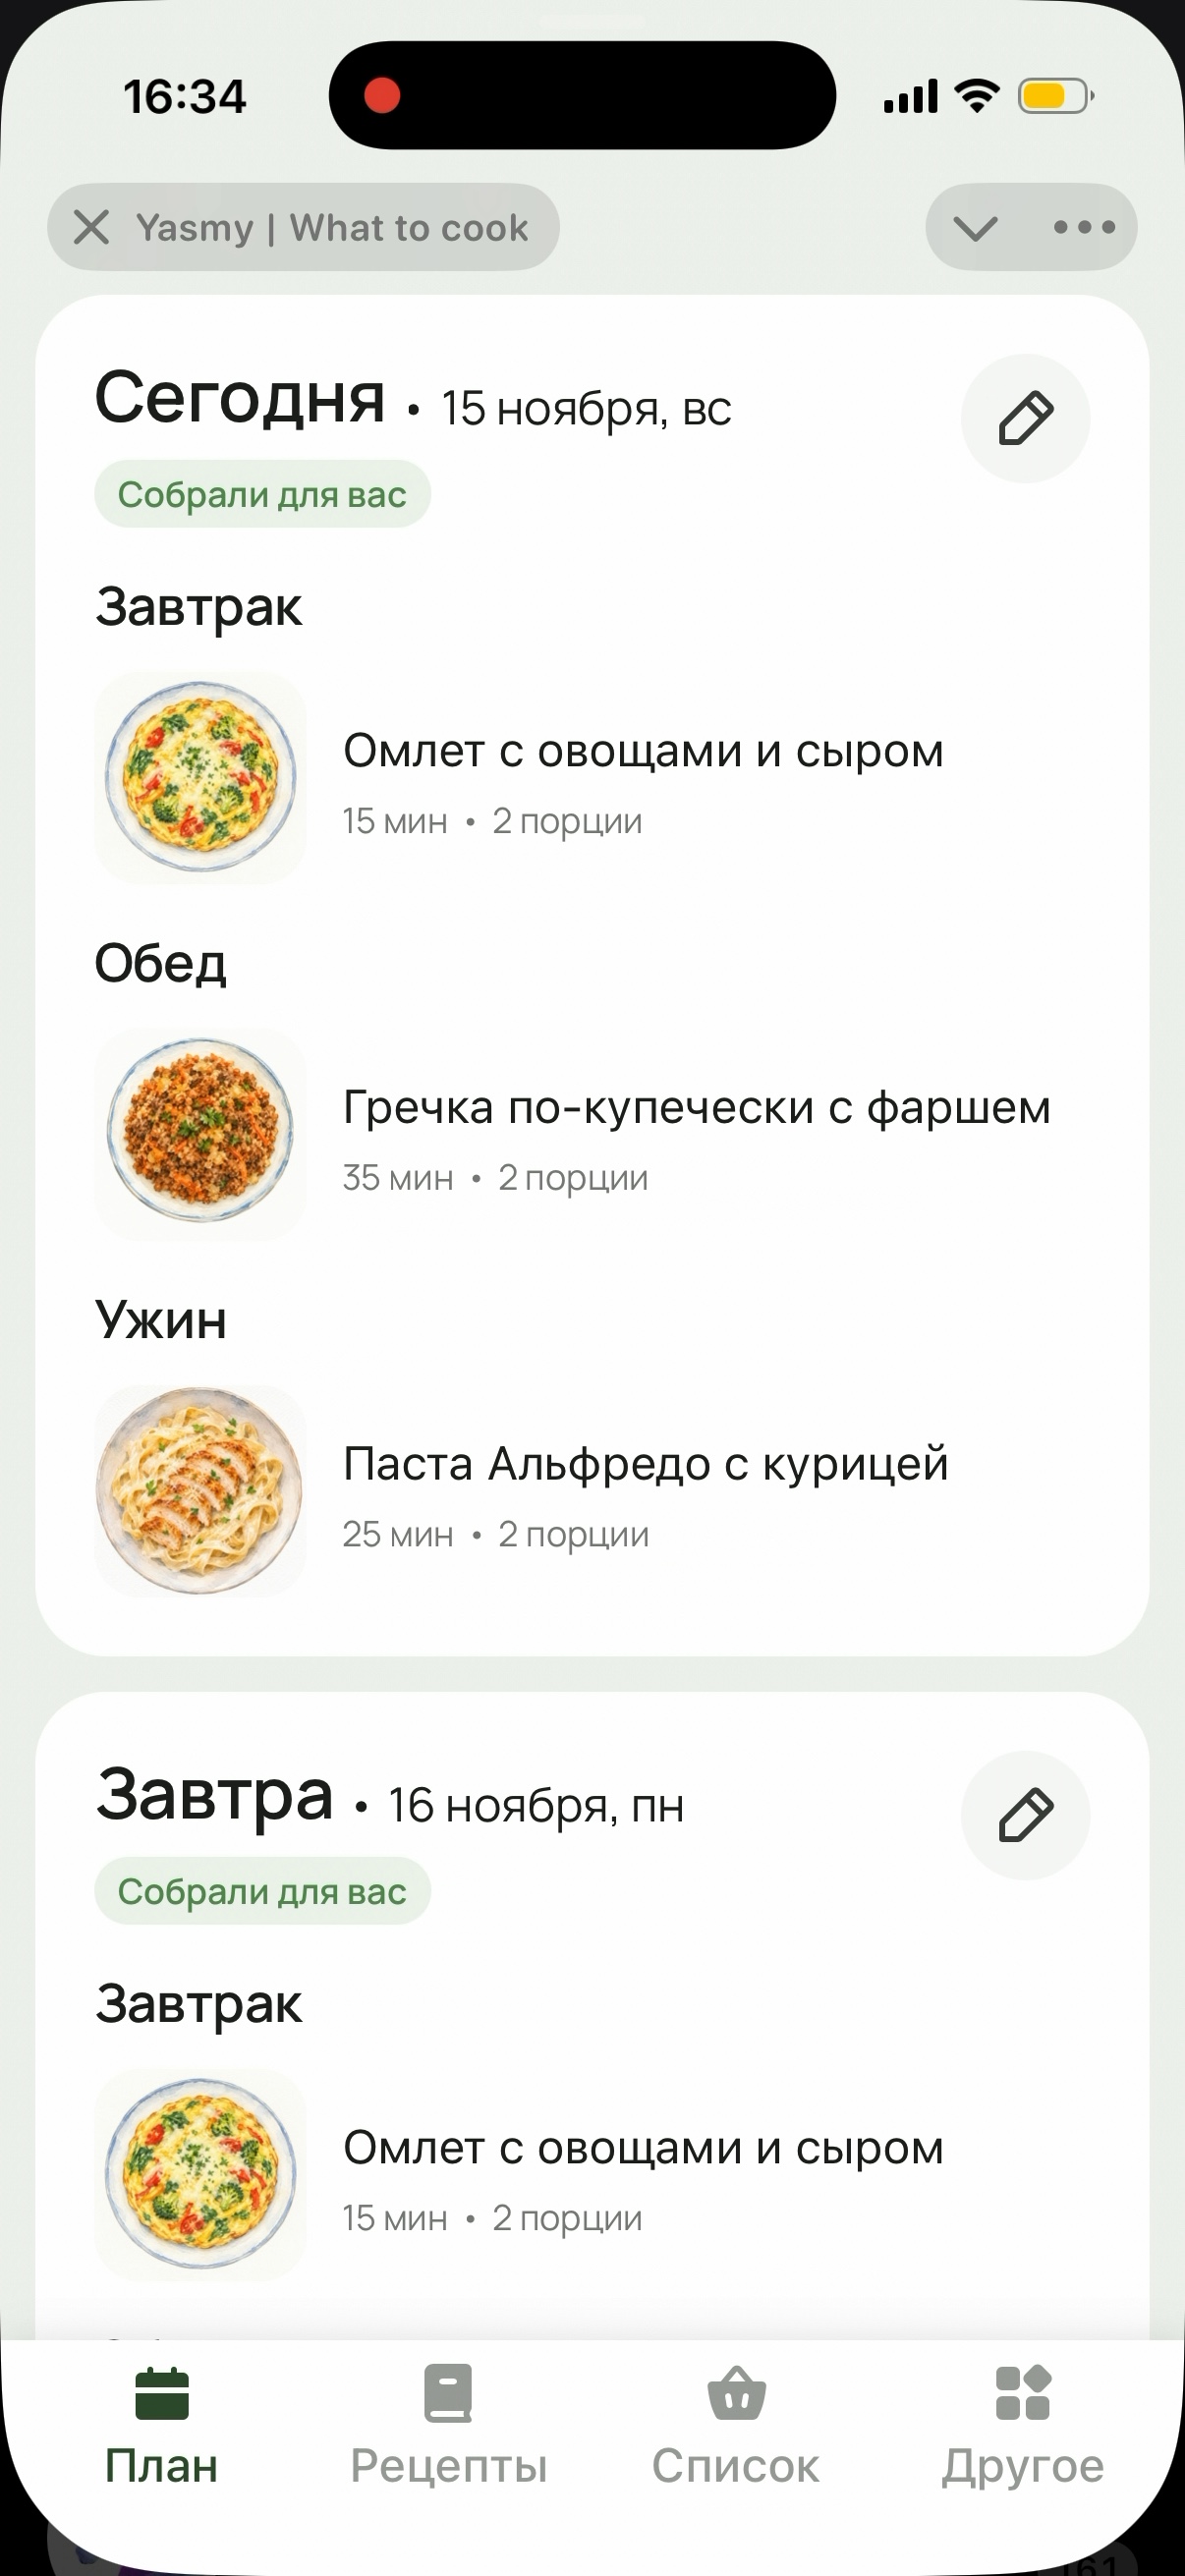 16:34
Yasmy | What to cook
Сегодня • 15 ноября, вс
Собрали для вас
Завтрак
Омлет с овощами и сыром
15 мин • 2 порции
Обед
Гречка по-купечески с фаршем
35 мин • 2 порции
Ужин
Паста Альфредо с курицей
25 мин • 2 порции
Завтра • 16 ноября, пн
Собрали для вас
Завтрак
Омлет с овощами и сыром
15 мин • 2 порции
План
Рецепты
Список
Другое